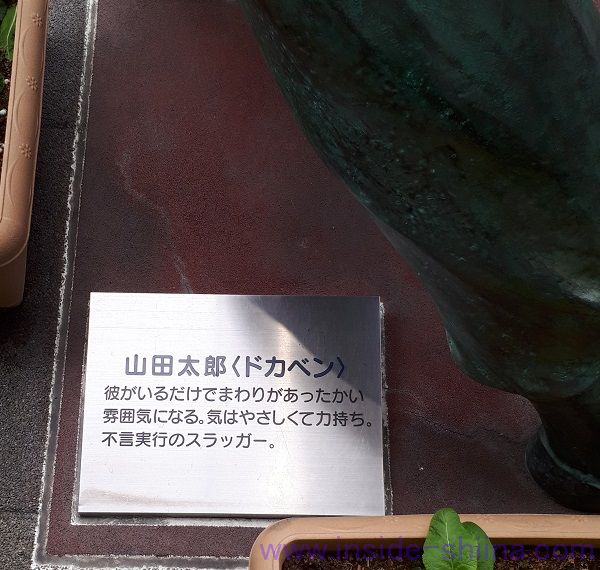 山田太郎〈ドカベン〉
彼がいるだけでまわりがあったかい
雰囲気になる。気はやさしくて力持ち。
不言実行のスラッガー。
www.inside-shiina.com